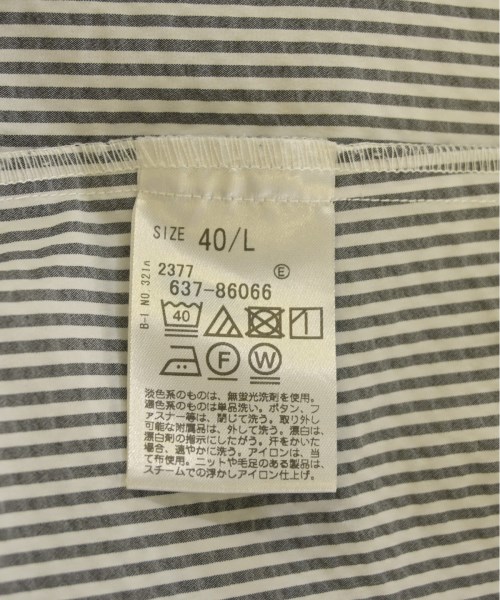 SIZE 40/L
B-I NO.321n
2377 E
637-86066
40
F W
淡色系のものは、無蛍光洗剤を使用。
濃色系のものは単品洗い。ボタン、フ
ァスナー等は、閉じて洗う。取り外し
可能な附属品は、外して洗う。漂白は、
漂白剤の指示にしたがう。汗をかいた
場合、速やかに洗う。アイロンは、当
て布使用。ニットや毛足のある製品は、
スチームでの浮かしアイロン仕上げ。